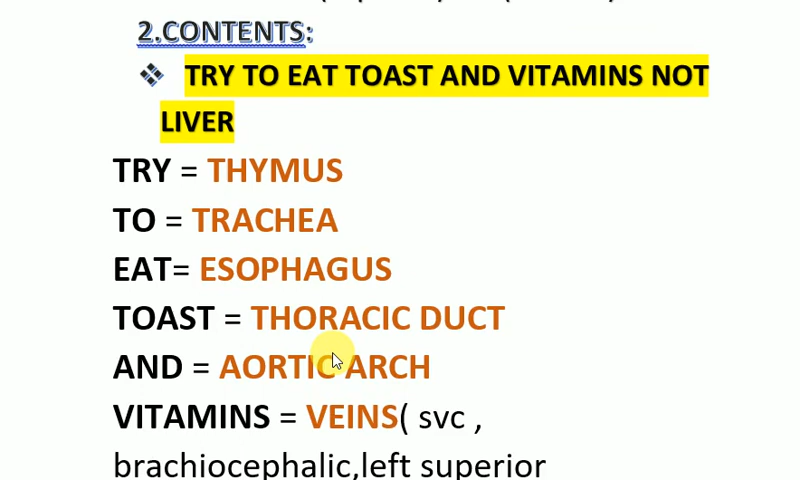 2.CONTENTS:
❖ TRY TO EAT TOAST AND VITAMINS NOT
LIVER
TRY = THYMUS
TO = TRACHEA
EAT= ESOPHAGUS
TOAST = THORACIC DUCT
AND = AORTIC ARCH
VITAMINS = VEINS( svc ,
brachiocephalic,left superior